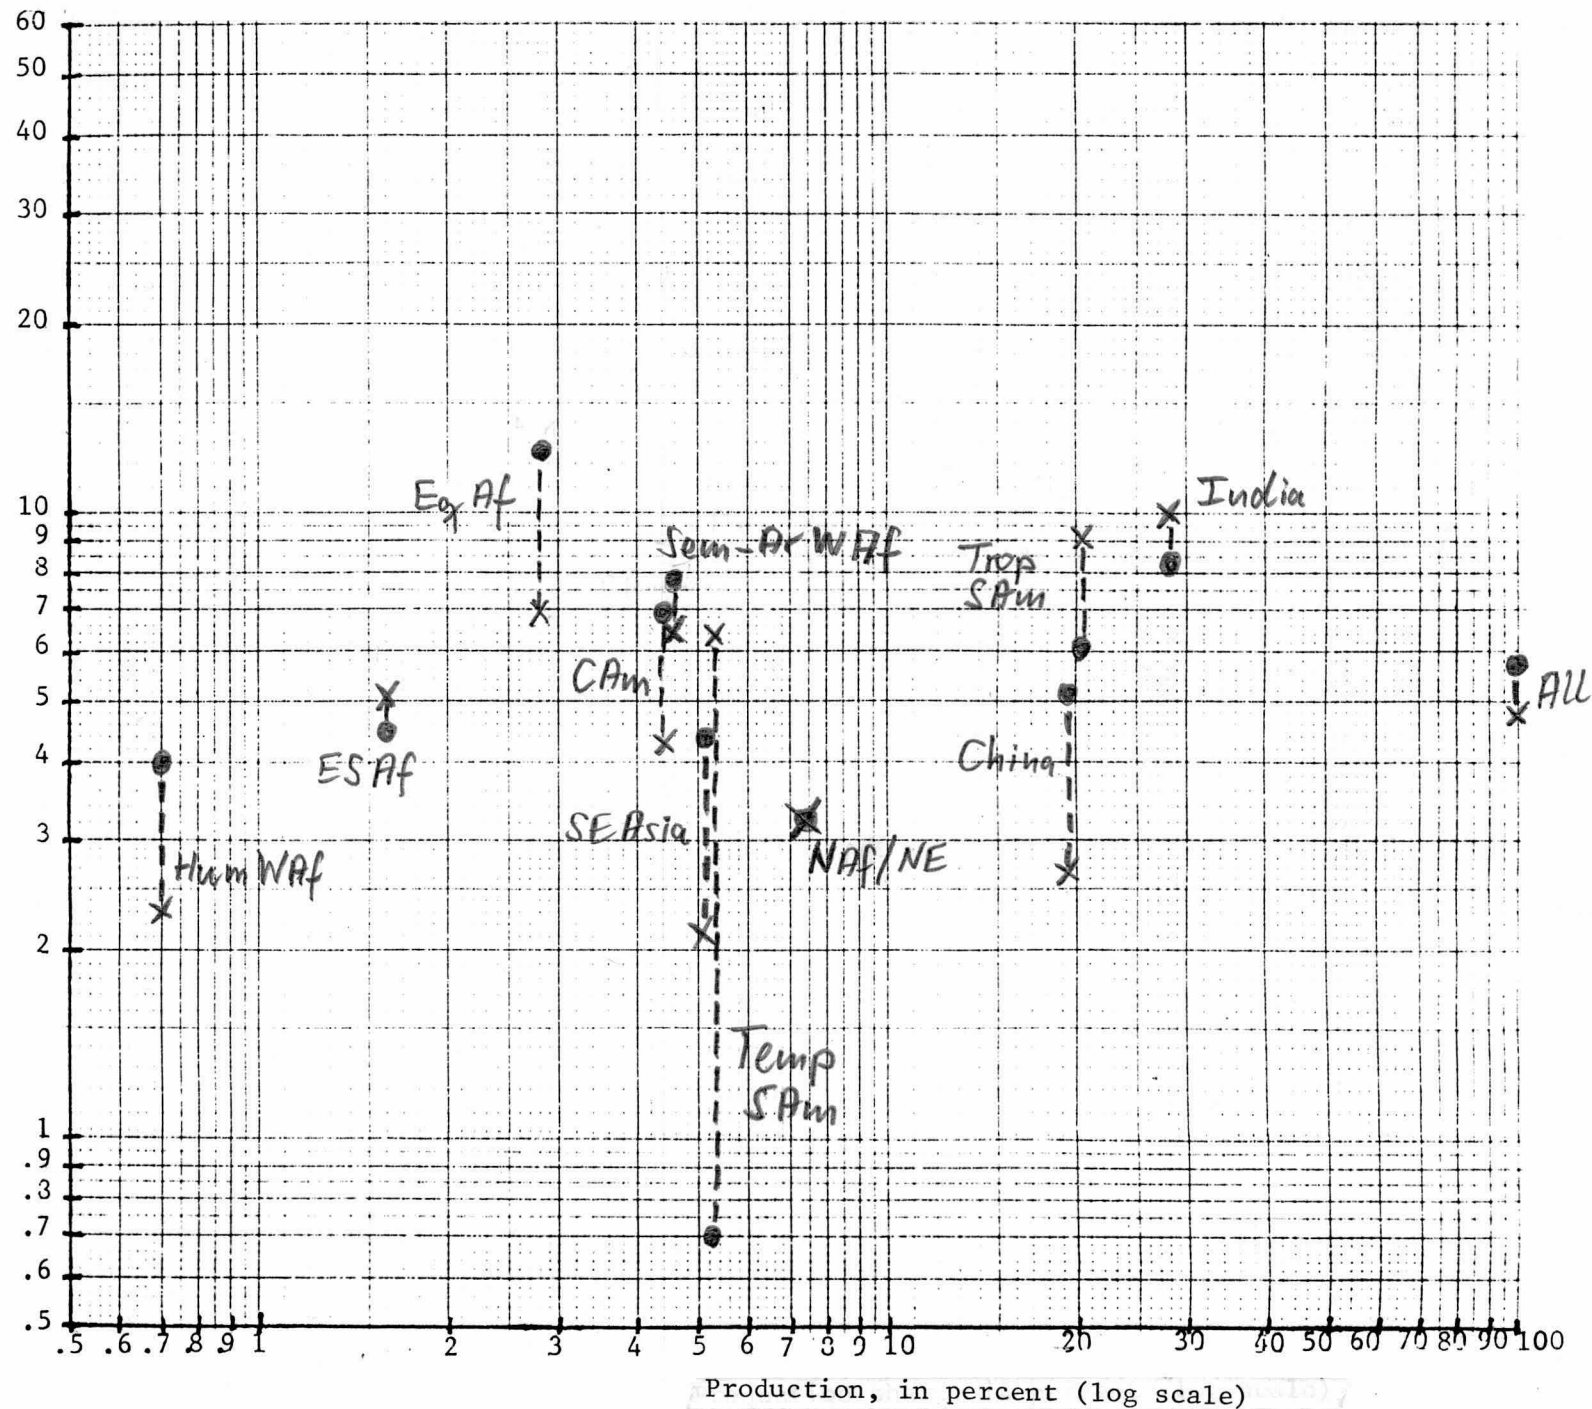 60
50
40
30
20
10
9
8
7
6
5
4
3
2
1
.9
.3
.7
.6
.5
Eq Af
Sem-Ar WAf
India
Trop
SAm
CAm
All
ESAf
China
SEAsia
NAf/NE
Hum WAf
Temp
SAm
.5 .6 .7 .8 .9 1 2 3 4 5 6 7 8 9 10 20 30 40 50 60 70 80 90 100
Production, in percent (log scale)